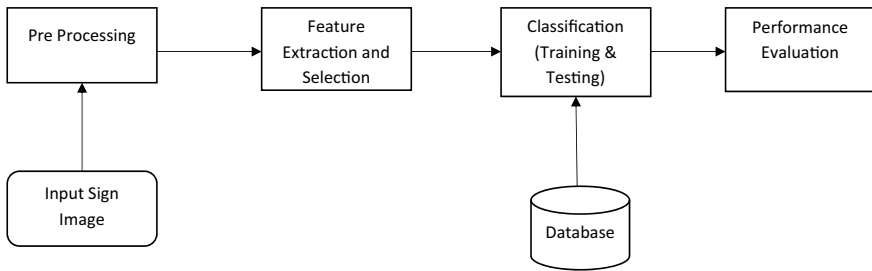 Pre Processing
Feature
Extraction and
Selection
Classification
(Training &
Testing)
Performance
Evaluation
Input Sign
Image
Database